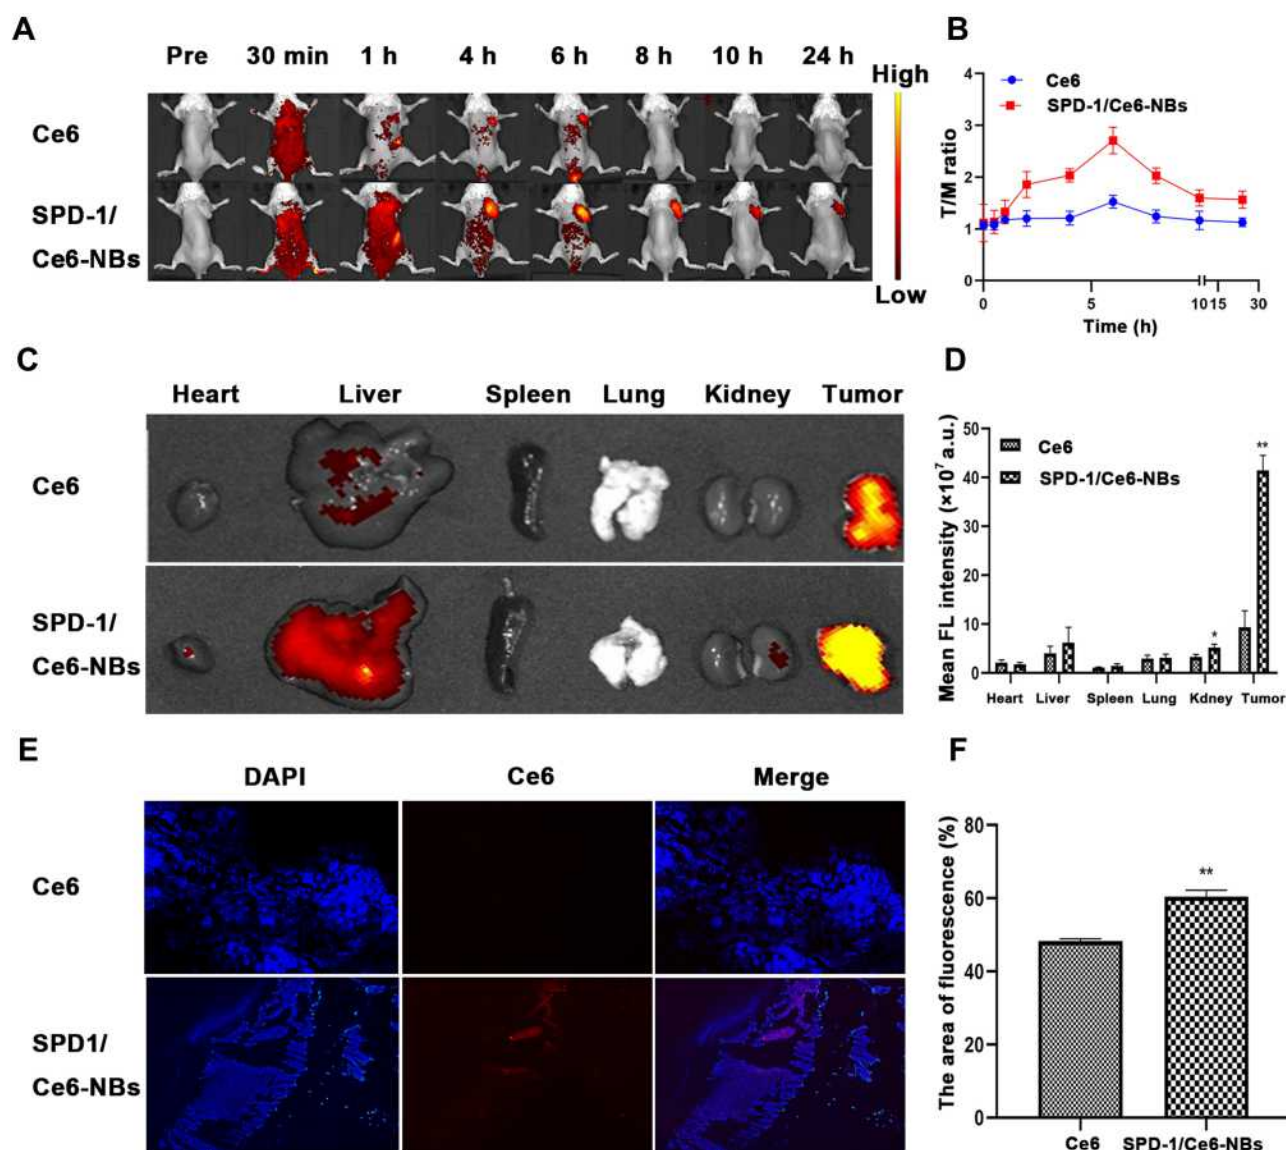 A
Pre 30 min 1 h 4 h 6 h 8 h 10 h 24 h
High
Ce6
SPD-1/
Ce6-NBs
Low
B
4
3
2
1
0
T/M ratio
Ce6
SPD-1/Ce6-NBs
0 5 10 15 30
Time (h)
C
Heart Liver Spleen Lung Kidney Tumor
Ce6
SPD-1/
Ce6-NBs
D
50
40
30
20
10
0
Mean FL intensity (×10⁷ a.u.)
Ce6
SPD-1/Ce6-NBs
**
*
Heart Liver Spleen Lung Kdney Tumor
E
DAPI Ce6 Merge
Ce6
SPD1/
Ce6-NBs
F
80
60
40
20
0
The area of fluorescence (%)
**
Ce6 SPD-1/Ce6-NBs